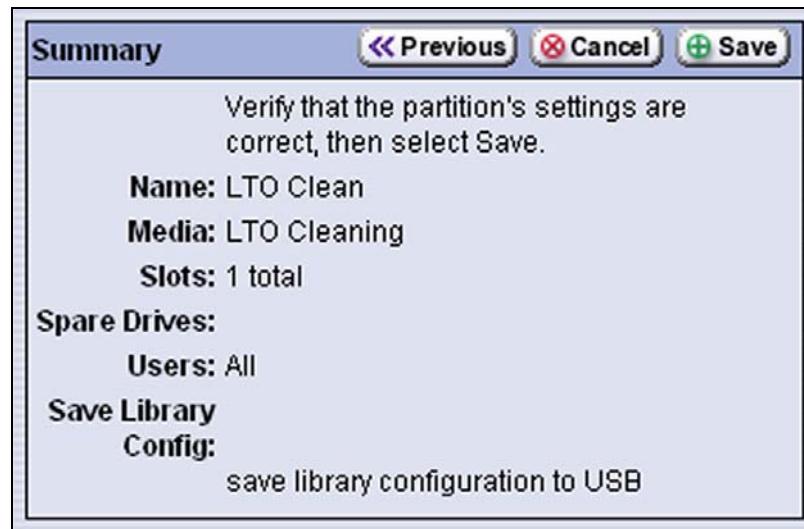 Summary Previous Cancel Save
Verify that the partition's settings are
correct, then select Save.
Name: LTO Clean
Media: LTO Cleaning
Slots: 1 total
Spare Drives:
Users: All
Save Library
Config:
save library configuration to USB